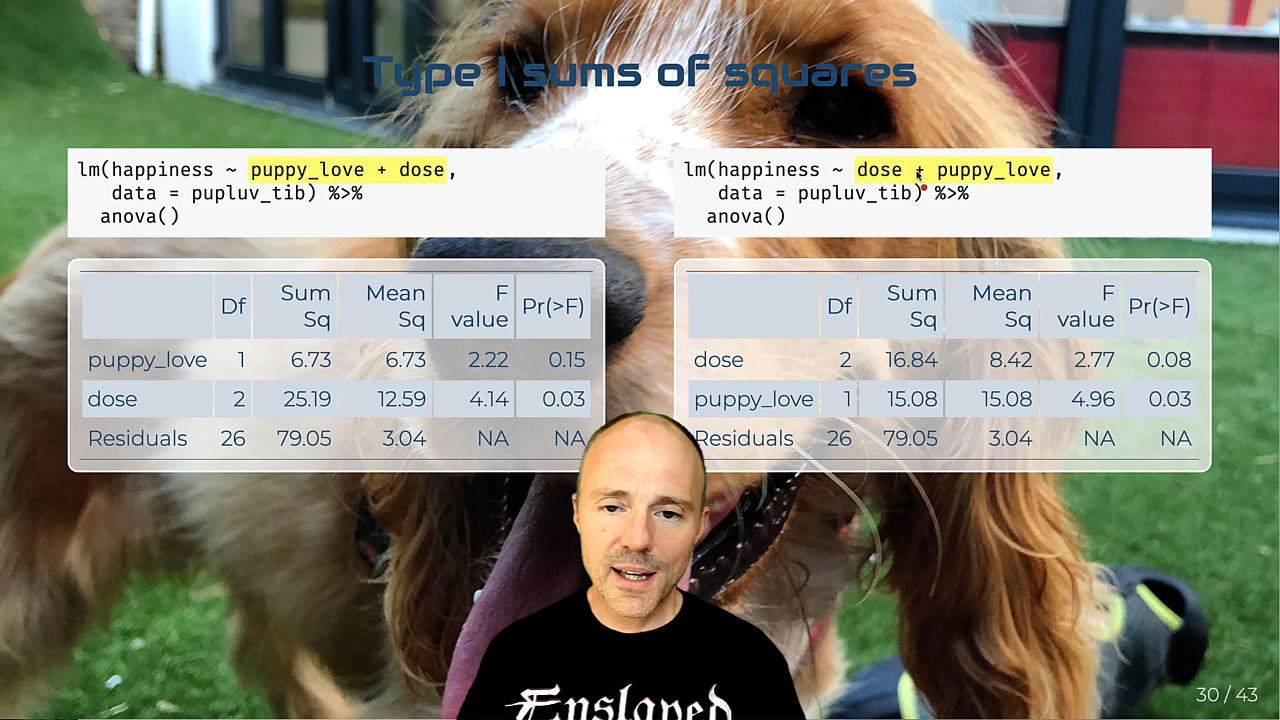 Type I sums of squares
lm(happiness ~ puppy_love + dose,
data = pupluv_tib) %>%
anova()
Df Sum Sq Mean Sq F value Pr(>F)
puppy_love 1 6.73 6.73 2.22 0.15
dose 2 25.19 12.59 4.14 0.03
Residuals 26 79.05 3.04 NA NA
lm(happiness ~ dose + puppy_love,
data = pupluv_tib) %>%
anova()
Df Sum Sq Mean Sq F value Pr(>F)
dose 2 16.84 8.42 2.77 0.08
puppy_love 1 15.08 15.08 4.96 0.03
Residuals 26 79.05 3.04 NA NA
Enslaved
30 / 43